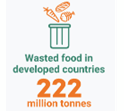 Wasted food in
developed countries
222
million tonnes